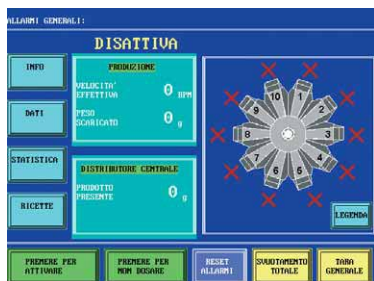 ALLARMI GENERALI:
DISATTIVA
INFO
DATI
STATISTICA
RICETTE
PRODUZIONE
VELOCITA'
EFFETTIVA 0 BPM
PESO
SCARICATO 0 g
DISTRIBUTORE CENTRALE
PRODOTTO
PRESENTE 0 g
10 1
9 2
8 3
7 4
6 5
LEGENDA
PREMERE PER
ATTIVARE
PREMERE PER
NON DOSARE
RESET
ALLARMI
SVUOTAMENTO
TOTALE
TARA
GENERALE